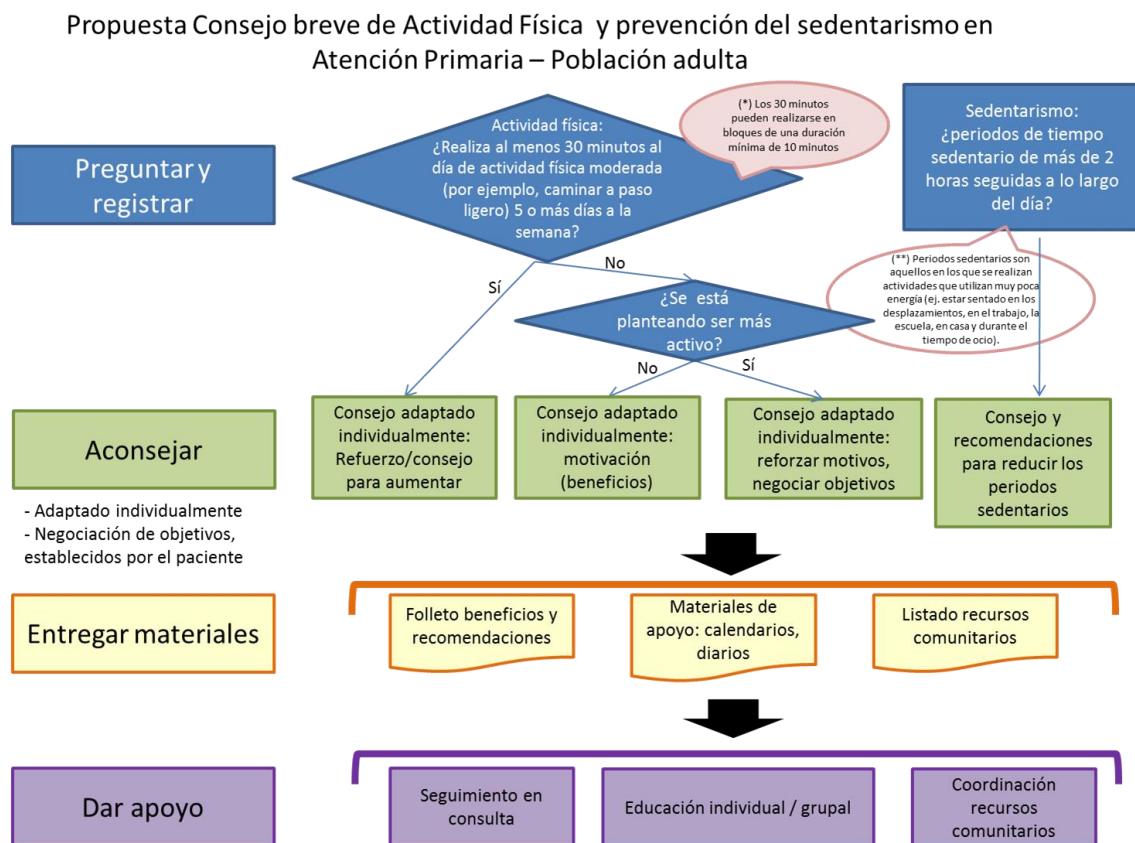 Propuesta Consejo breve de Actividad Física y prevención del sedentarismo en
Atención Primaria – Población adulta
Preguntar y
registrar
Actividad física:
¿Realiza al menos 30 minutos al
día de actividad física moderada
(por ejemplo, caminar a paso
ligero) 5 o más días a la
semana?
(*) Los 30 minutos
pueden realizarse en
bloques de una duración
mínima de 10 minutos
Sedentarismo:
¿periodos de tiempo
sedentario de más de 2
horas seguidas a lo largo
del día?
(**) Periodos sedentarios son
aquellos en los que se realizan
actividades que utilizan muy poca
energía (ej. estar sentado en los
desplazamientos, en el trabajo, la
escuela, en casa y durante el
tiempo de ocio).
Sí
No
¿Se está
planteando ser más
activo?
No
Sí
Aconsejar
- Adaptado individualmente
- Negociación de objetivos,
establecidos por el paciente
Consejo adaptado
individualmente:
Refuerzo/consejo
para aumentar
Consejo adaptado
individualmente:
motivación
(beneficios)
Consejo adaptado
individualmente:
reforzar motivos,
negociar objetivos
Consejo y
recomendaciones
para reducir los
periodos
sedentarios
Entregar materiales
Folleto beneficios y
recomendaciones
Materiales de
apoyo: calendarios,
diarios
Listado recursos
comunitarios
Dar apoyo
Seguimiento en
consulta
Educación individual / grupal
Coordinación
recursos
comunitarios